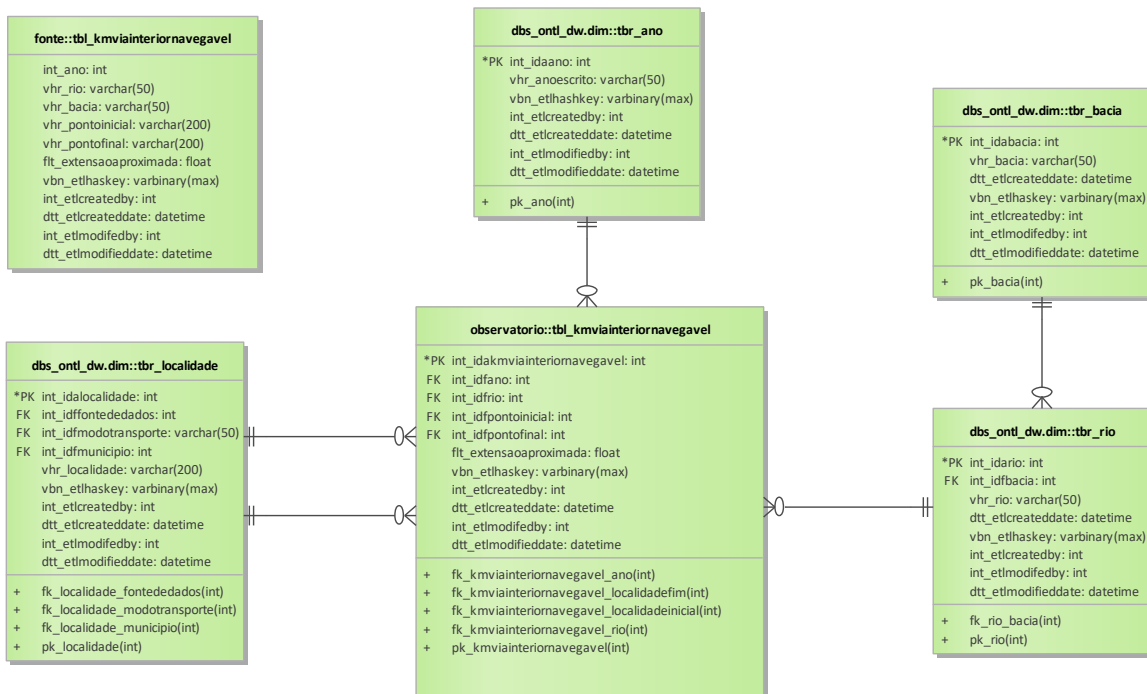 fonte::tbl_kmviainteriornavegavel
int_ano: int
vhr_rio: varchar(50)
vhr_bacia: varchar(50)
vhr_pontoinicial: varchar(200)
vhr_pontofinal: varchar(200)
flt_extensaoaproximada: float
vbn_etlhaskey: varbinary(max)
int_etlcreatedby: int
dtt_etlcreateddate: datetime
int_etlmodifedby: int
dtt_etlmodifieddate: datetime
dbs_ontl_dw.dim::tbr_ano
*PK int_idaano: int
vhr_anoescrito: varchar(50)
vbn_etlhashkey: varbinary(max)
int_etlcreatedby: int
dtt_etlcreateddate: datetime
int_etlmodifiedby: int
dtt_etlmodifieddate: datetime
+ pk_ano(int)
dbs_ontl_dw.dim::tbr_bacia
*PK int_idabacia: int
vhr_bacia: varchar(50)
dtt_etlcreateddate: datetime
vbn_etlhaskey: varbinary(max)
int_etlcreatedby: int
int_etlmodifedby: int
dtt_etlmodifieddate: datetime
+ pk_bacia(int)
dbs_ontl_dw.dim::tbr_localidade
*PK int_idalocalidade: int
FK int_idffontededados: int
FK int_idfmodotransporte: varchar(50)
FK int_idfmunicipio: int
vhr_localidade: varchar(200)
vbn_etlhaskey: varbinary(max)
int_etlcreatedby: int
dtt_etlcreateddate: datetime
int_etlmodifedby: int
dtt_etlmodifieddate: datetime
+ fk_localidade_fontededados(int)
+ fk_localidade_modotransporte(int)
+ fk_localidade_municipio(int)
+ pk_localidade(int)
observatorio::tbl_kmviainteriornavegavel
*PK int_idakmviainteriornavegavel: int
FK int_idfano: int
FK int_idfrio: int
FK int_idfpontoinicial: int
FK int_idfpontofinal: int
flt_extensaoaproximada: float
vbn_etlhaskey: varbinary(max)
int_etlcreatedby: int
dtt_etlcreateddate: datetime
int_etlmodifedby: int
dtt_etlmodifieddate: datetime
+ fk_kmviainteriornavegavel_ano(int)
+ fk_kmviainteriornavegavel_localidadefim(int)
+ fk_kmviainteriornavegavel_localidadeinicial(int)
+ fk_kmviainteriornavegavel_rio(int)
+ pk_kmviainteriornavegavel(int)
dbs_ontl_dw.dim::tbr_rio
*PK int_idario: int
FK int_idfbacia: int
vhr_rio: varchar(50)
dtt_etlcreateddate: datetime
vbn_etlhaskey: varbinary(max)
int_etlcreatedby: int
int_etlmodifedby: int
dtt_etlmodifieddate: datetime
+ fk_rio_bacia(int)
+ pk_rio(int)